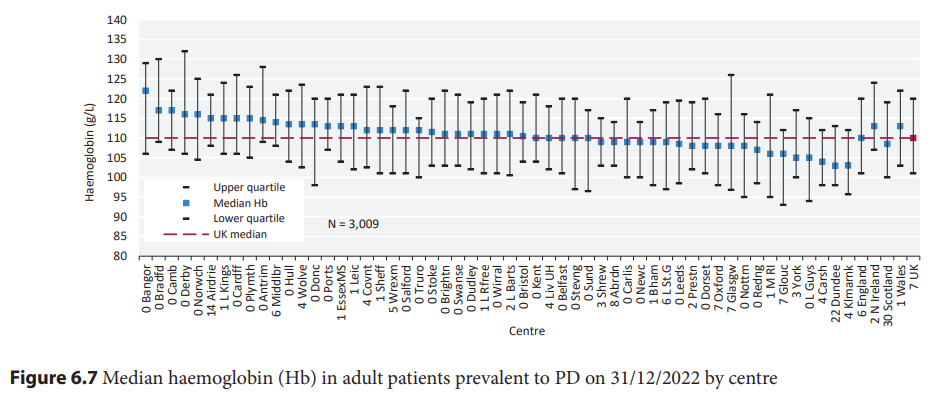 140
135
130
125
120
115
110
105
100
95
90
85
80
Haemoglobin (g/L)
Upper quartile
Median Hb
Lower quartile
UK median
N = 3,009
0 Bangor
0 Bradfd
0 Camb
0 Derby
0 Norwch
14 Airdrie
1 L Kings
0 Cardff
0 Plymth
0 Antrim
6 Middlbr
0 Hull
4 Wolve
0 Donc
0 Ports
1 EssexMS
1 Leic
4 Covnt
1 Sheff
5 Wrexm
0 Salford
0 Truro
0 Stoke
0 Brightn
0 Swanse
0 Dudley
1 L Rfree
0 Wirral
2 L Barts
0 Bristol
0 Kent
4 Liv UH
0 Belfast
0 Steveng
0 Sund
3 Shrew
3 Abrdn
0 Carlis
0 Newc
1 Bham
6 L St.G
0 Leeds
2 Prestn
0 Dorset
7 Oxford
7 Glasgw
0 Nottm
0 Redng
1 M RI
7 Glouc
3 York
0 L Guys
4 Carsh
22 Dundee
4 Klmarnk
6 England
2 N Ireland
30 Scotland
1 Wales
7 UK
Centre
Figure 6.7 Median haemoglobin (Hb) in adult patients prevalent to PD on 31/12/2022 by centre